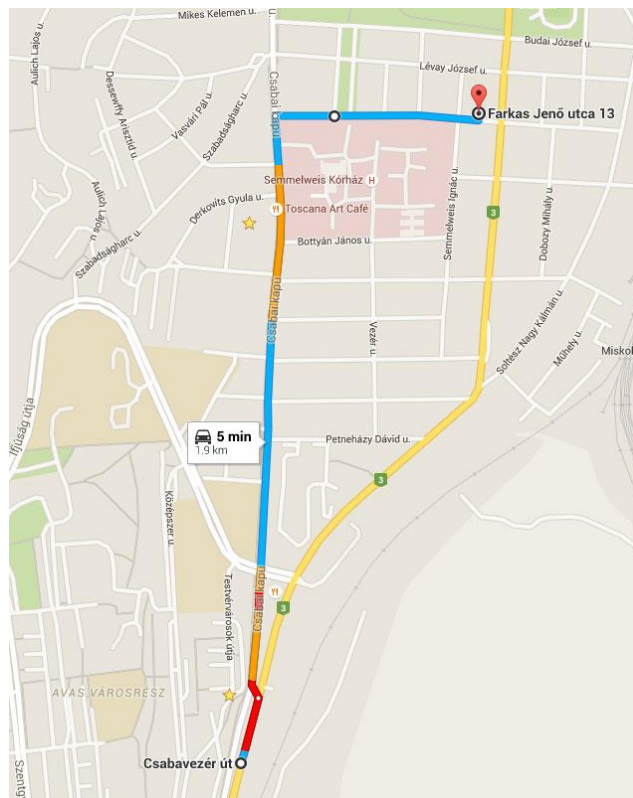 Mikes Kelemen u.
Budai József u.
Aulich Lajos u.
Dessewffy Arisztid u.
Vasvári Pál u.
Szabadságharc u.
Csabai kapu
Lévay József u.
Farkas Jenő utca 13
Semmelweis Kórház
H
Semmelweis Ignác u.
Derkovits Gyula u.
Toscana Art Café
3
Dobozy Mihály u.
Szabadságharc u.
Bottyán János u.
Csabai kapu
Vezér u.
Soltész Nagy Kálmán u.
Műhely u.
Miskol
Ifjúság útja
5 min
1.9 km
Petneházy Dávid u.
3
Középszer u.
Testvérvárosok útja
Csabai kapu
3
AVAS VÁROSRÉSZ
Csabavezér út
Szentgy